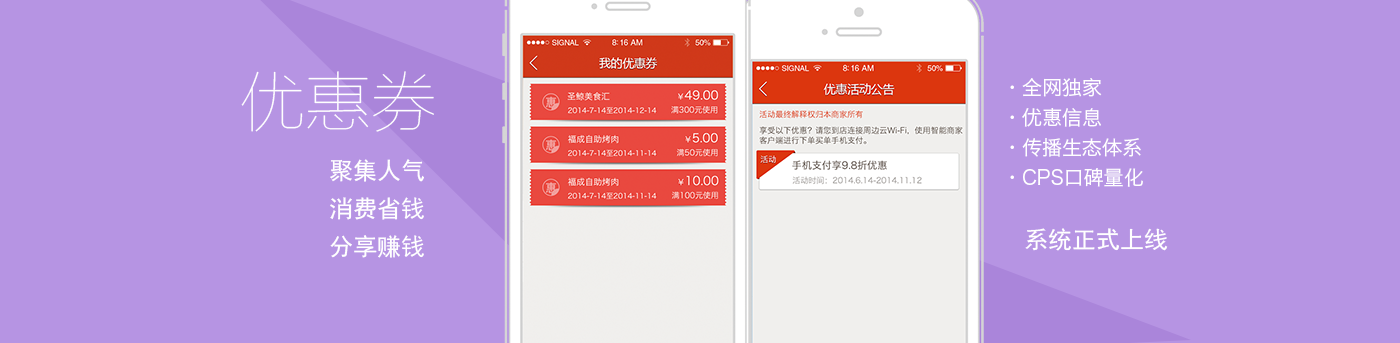 优惠券
聚集人气
消费省钱
分享赚钱
SIGNAL 8:16 AM 50%
我的优惠券
惠 圣鲸美食汇 ¥49.00
2014-7-14至2014-12-14 满300元使用
惠 福成自助烤肉 ¥5.00
2014-7-14至2014-11-14 满50元使用
惠 福成自助烤肉 ¥10.00
2014-7-14至2014-11-14 满100元使用
SIGNAL 8:16 AM 50%
优惠活动公告
活动最终解释权归本商家所有
享受以下优惠？请您到店连接周边云Wi-Fi，使用智能商家
客户端进行下单买单手机支付。
活动 手机支付享9.8折优惠
活动时间：2014.6.14-2014.11.12
· 全网独家
· 优惠信息
· 传播生态体系
· CPS口碑量化
系统正式上线